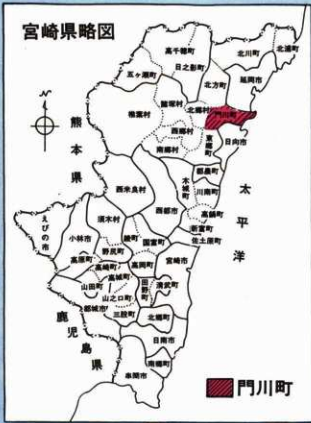 宮崎県略図
N
高千穂町
北川町
北浦町
日之影町
五ヶ瀬町
北方町
延岡市
諸塚村
椎葉村
北郷村
門川町
西郷村
東郷町
日向市
南郷村
熊本県
都農町
木城町
川南町
西米良村
西都市
高鍋町
太平洋
新富町
佐土原町
えびの市
須木村
綾町
国富町
小林市
野尻町
高原町
高崎町
高岡町
宮崎市
高城町
山田町
田野町
清武町
山之口町
都城市
三股町
北郷町
鹿児島県
日南市
南郷町
串間市
門川町